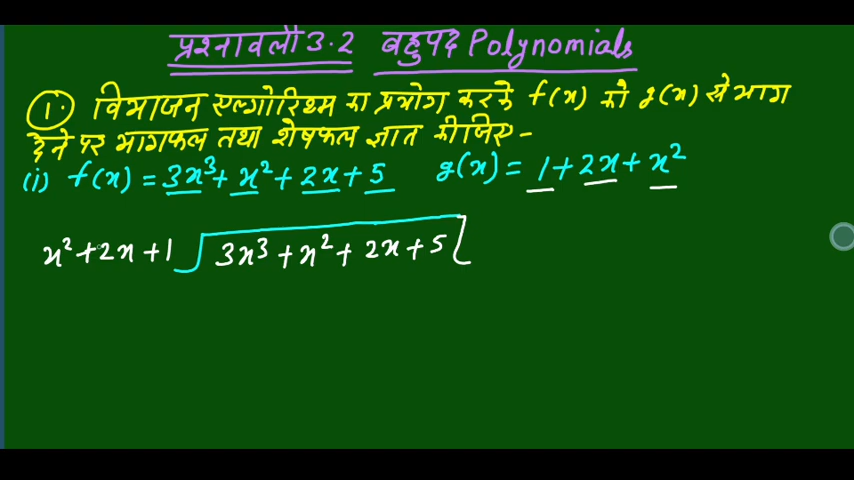 प्रश्नावली 3.2 बहुपद Polynomials
1. विभाजन एल्गोरिथ्म का प्रयोग करके f(x) को g(x) से भाग
देने पर भागफल तथा शेषफल ज्ञात कीजिए -
(i) f(x) = 3x³ + x² + 2x + 5 g(x) = 1 + 2x + x²
x² + 2x + 1 3x³ + x² + 2x + 5